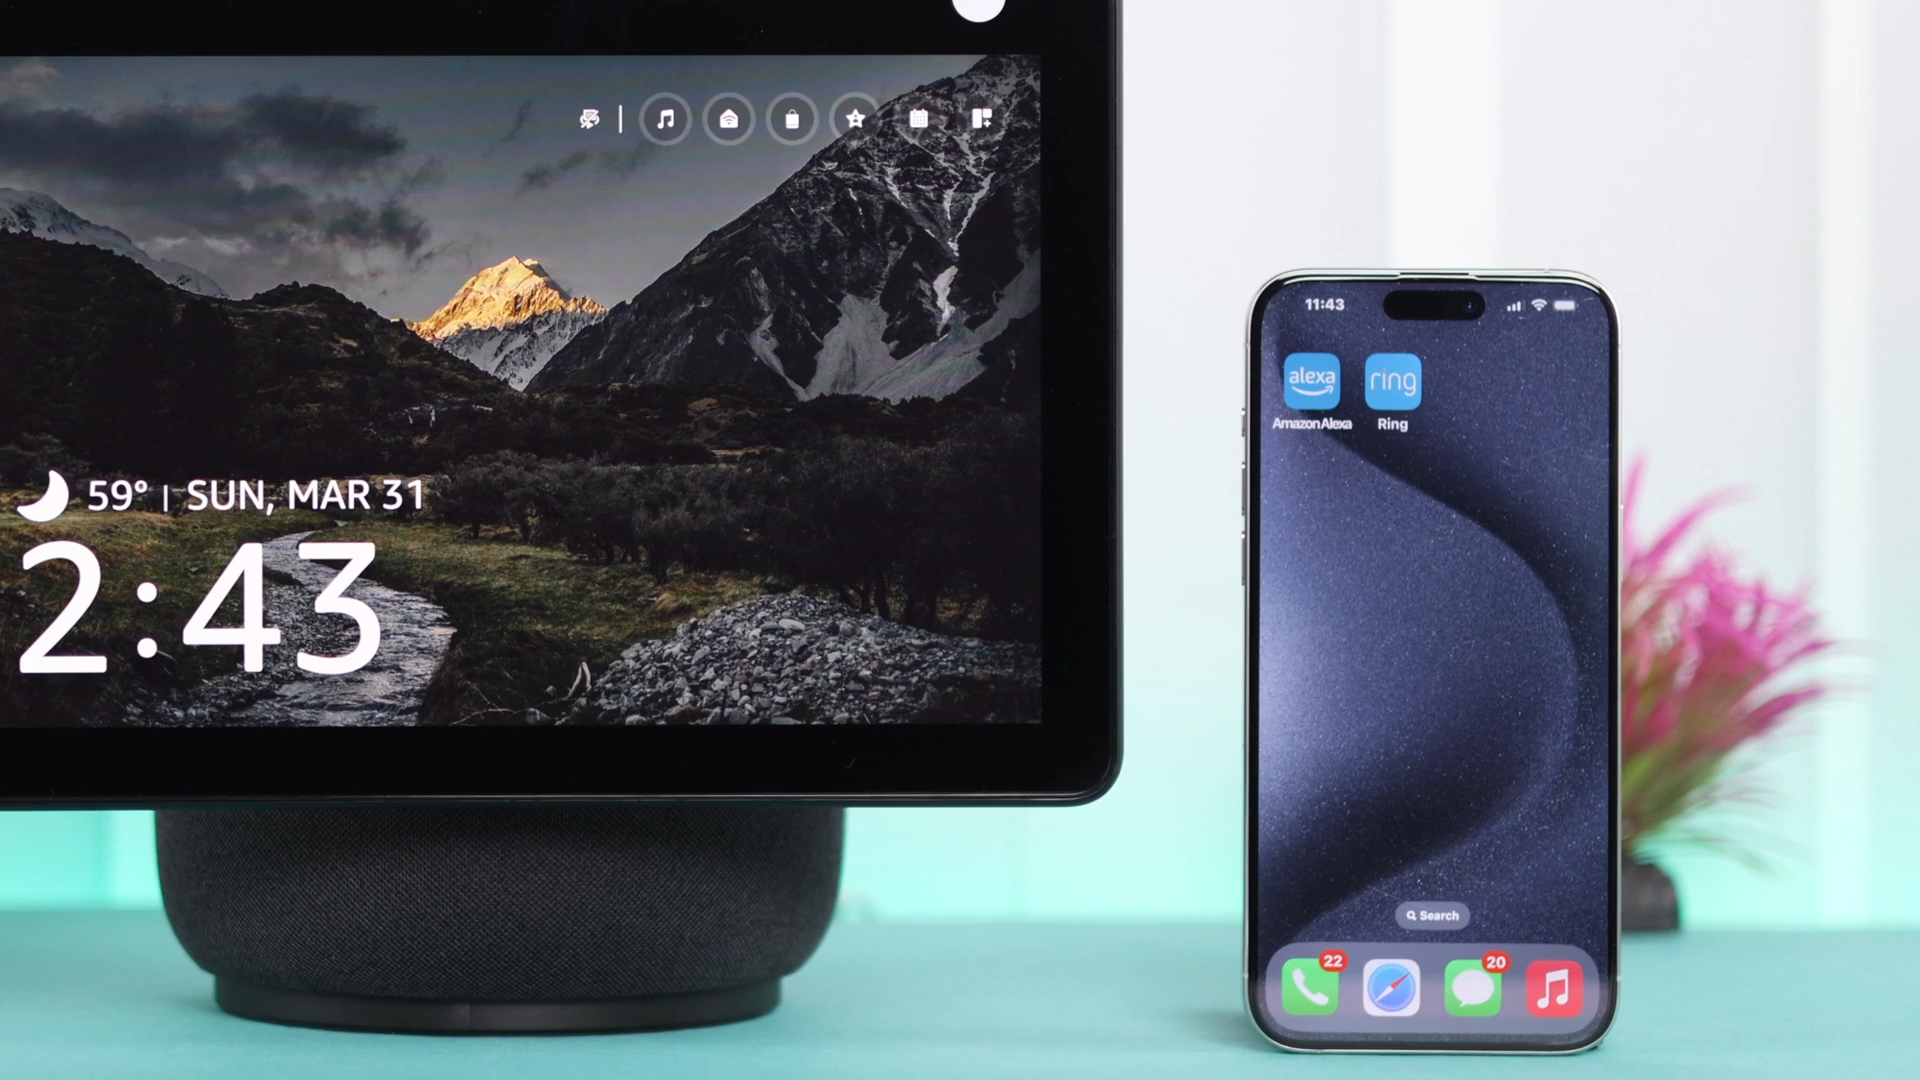 59° | SUN, MAR 31
2:43
11:43
alexa
ring
Amazon Alexa
Ring
Search
22
20